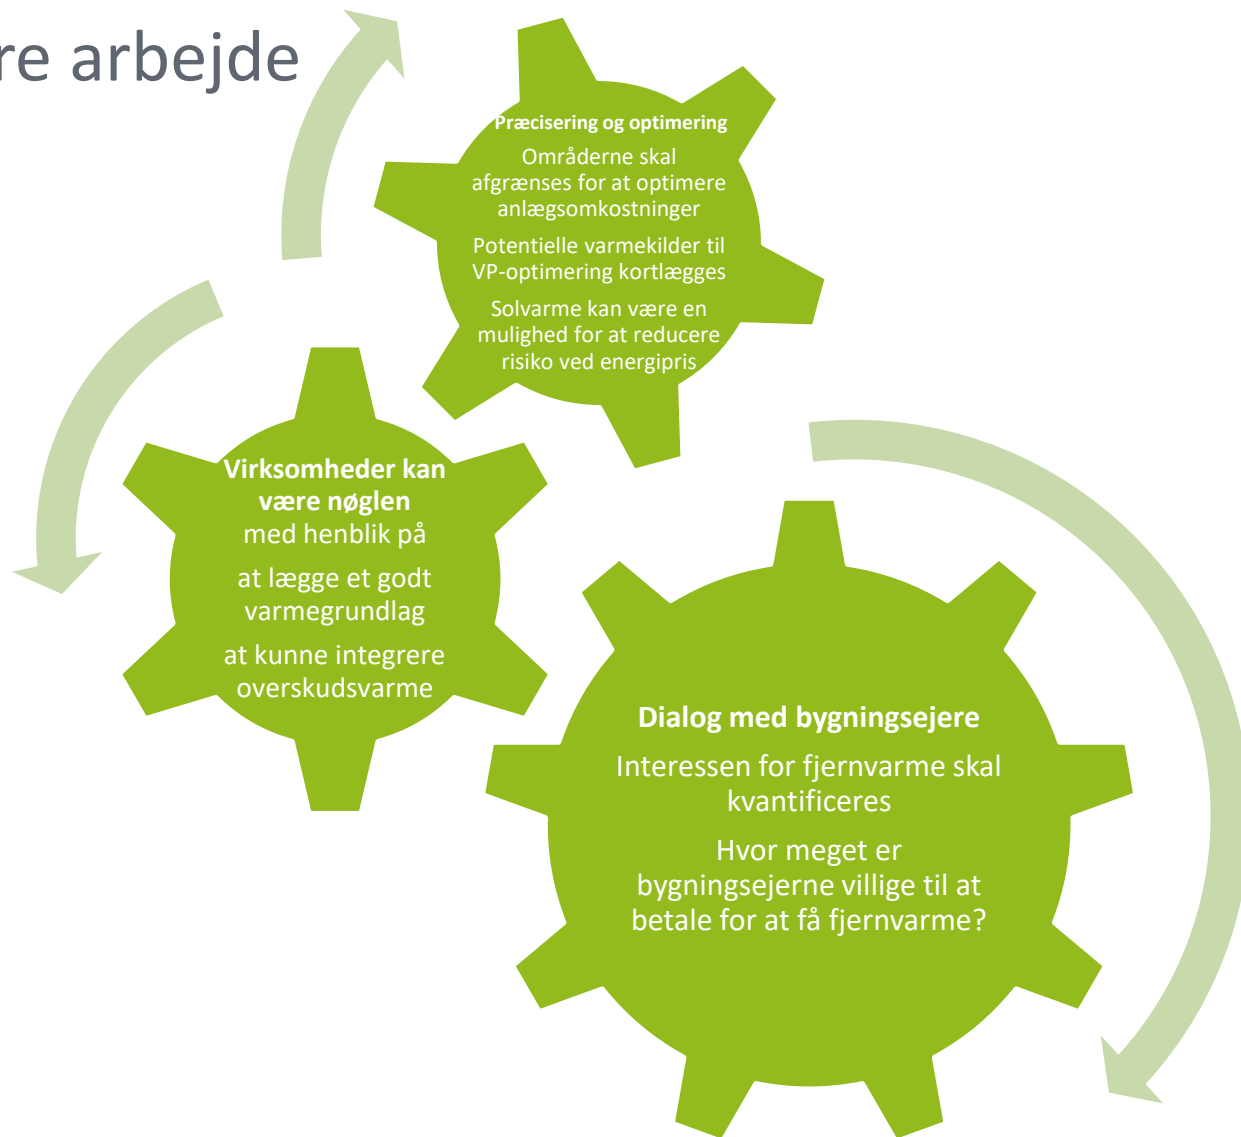 re arbejde
Præcisering og optimering
Områderne skal
afgrænses for at optimere
anlægsomkostninger
Potentielle varmekilder til
VP-optimering kortlægges
Solvarme kan være en
mulighed for at reducere
risiko ved energipris
Virksomheder kan
være nøglen
med henblik på
at lægge et godt
varmegrundlag
at kunne integrere
overskudsvarme
Dialog med bygningsejere
Interessen for fjernvarme skal
kvantificeres
Hvor meget er
bygningsejerne villige til at
betale for at få fjernvarme?